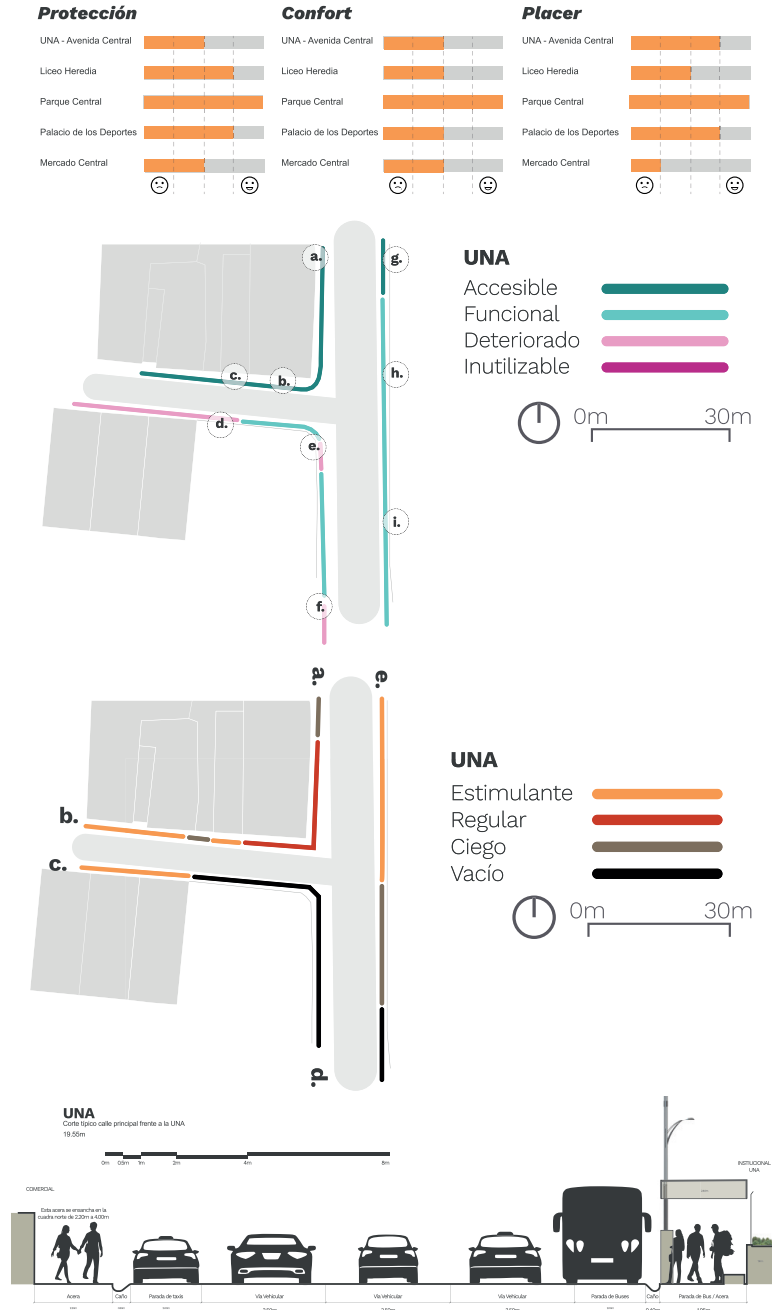 Protección
UNA - Avenida Central
Liceo Heredia
Parque Central
Palacio de los Deportes
Mercado Central
Confort
UNA - Avenida Central
Liceo Heredia
Parque Central
Palacio de los Deportes
Mercado Central
Placer
UNA - Avenida Central
Liceo Heredia
Parque Central
Palacio de los Deportes
Mercado Central
a.
g.
c.
b.
h.
d.
e.
i.
f.
UNA
Accesible
Funcional
Deteriorado
Inutilizable
0m 30m
a.
e.
b.
c.
d.
UNA
Estimulante
Regular
Ciego
Vacío
0m 30m
UNA
Corte típico calle principal frente a la UNA
19.55m
0m 0.5m 1m 2m 4m 8m
COMERCIAL
Esta acera se ensancha en la
cuadra norte de 2.20m a 4.00m
INSTIUCIONAL
UNA
Acera Caño Parada de taxis Vía Vehicular Vía Vehicular Vía Vehicular Parada de Buses Caño Parada de Bus / Acera